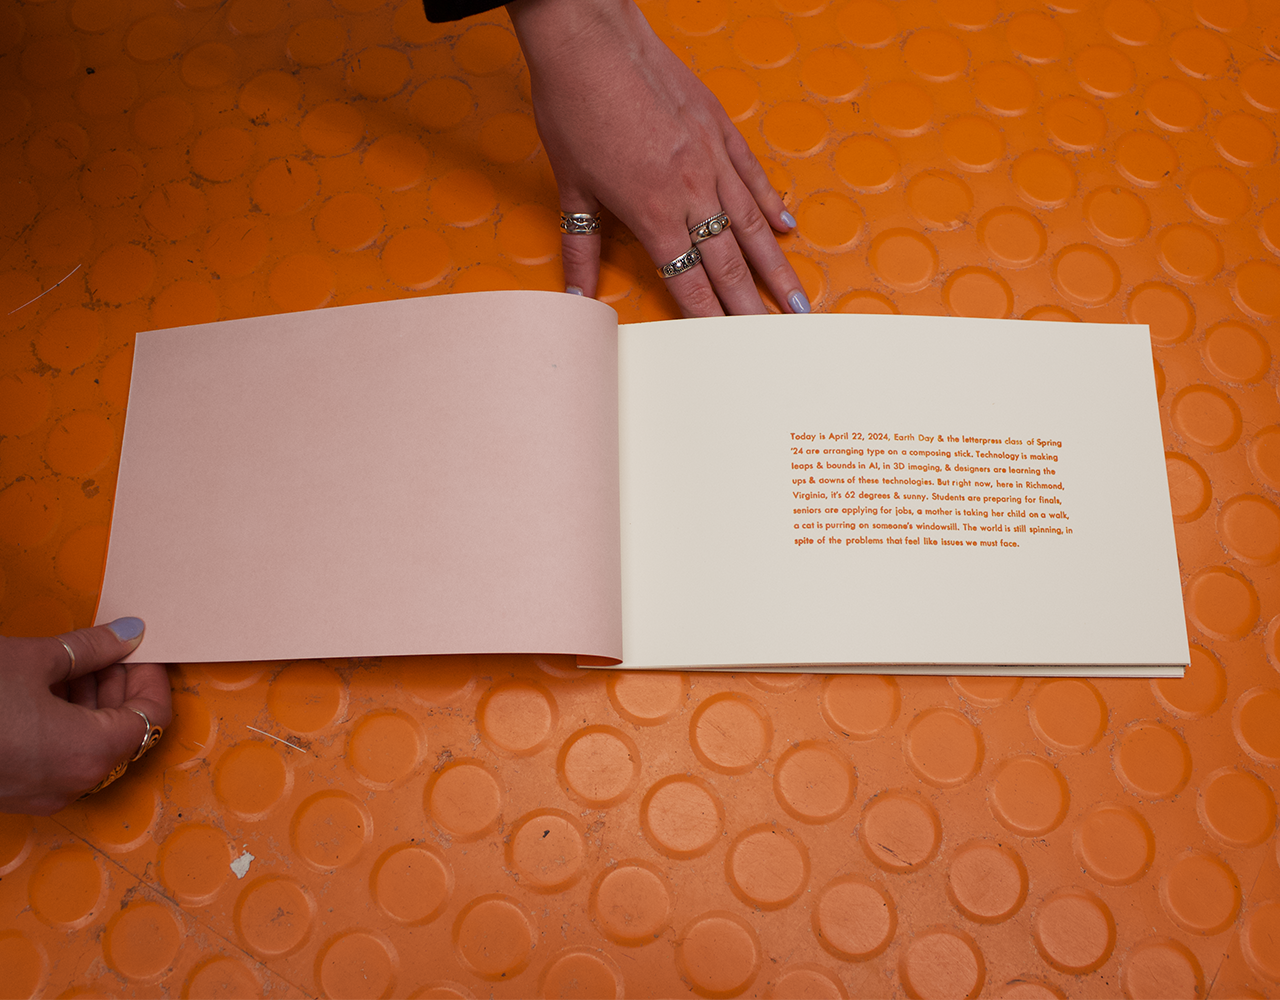 Today is April 22, 2024, Earth Day & the letterpress class of Spring
'24 are arranging type on a composing stick. Technology is making
leaps & bounds in AI, in 3D imaging, & designers are learning the
ups & downs of these technologies. But right now, here in Richmond,
Virginia, it's 62 degrees & sunny. Students are preparing for finals,
seniors are applying for jobs, a mother is taking her child on a walk,
a cat is purring on someone's windowsill. The world is still spinning, in
spite of the problems that feel like issues we must face.